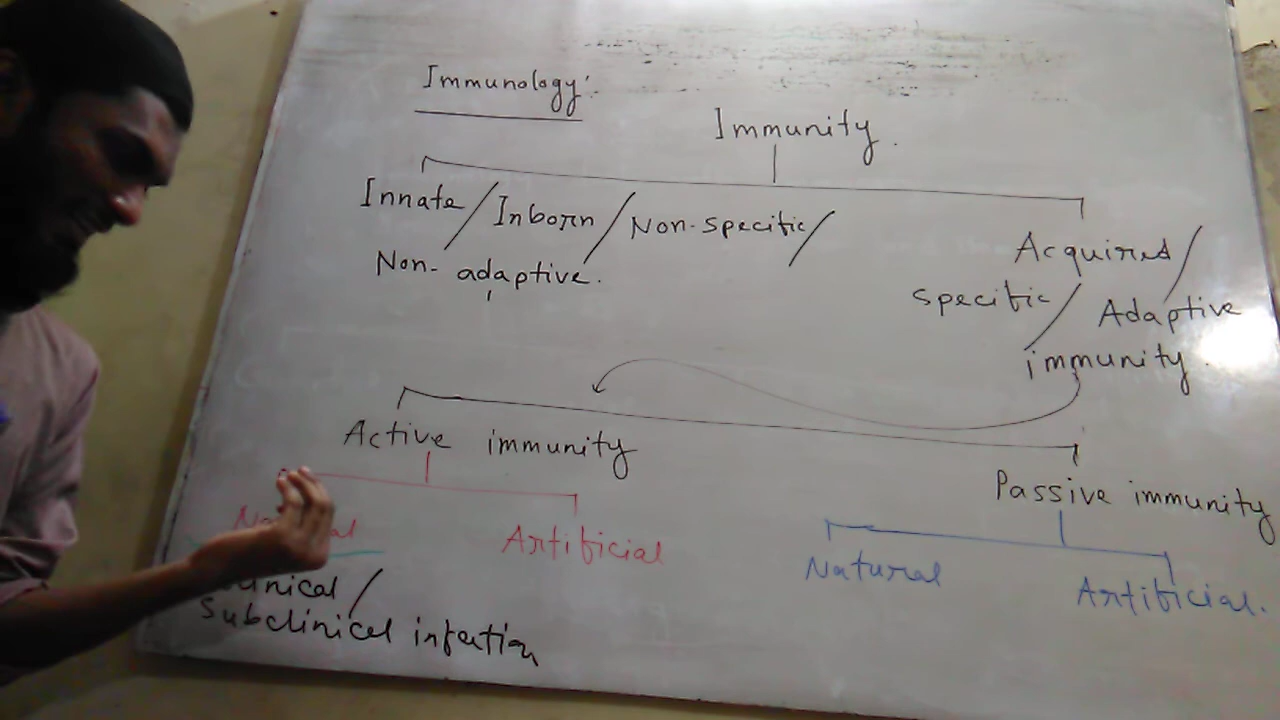 Immunology:
Immunity.
Innate/Inborn/Non-specific/
Non-adaptive.
Acquired/
specific/Adaptive
immunity.
Active immunity
Passive immunity
Artificial
Natural
Artificial.
Subclinical infection